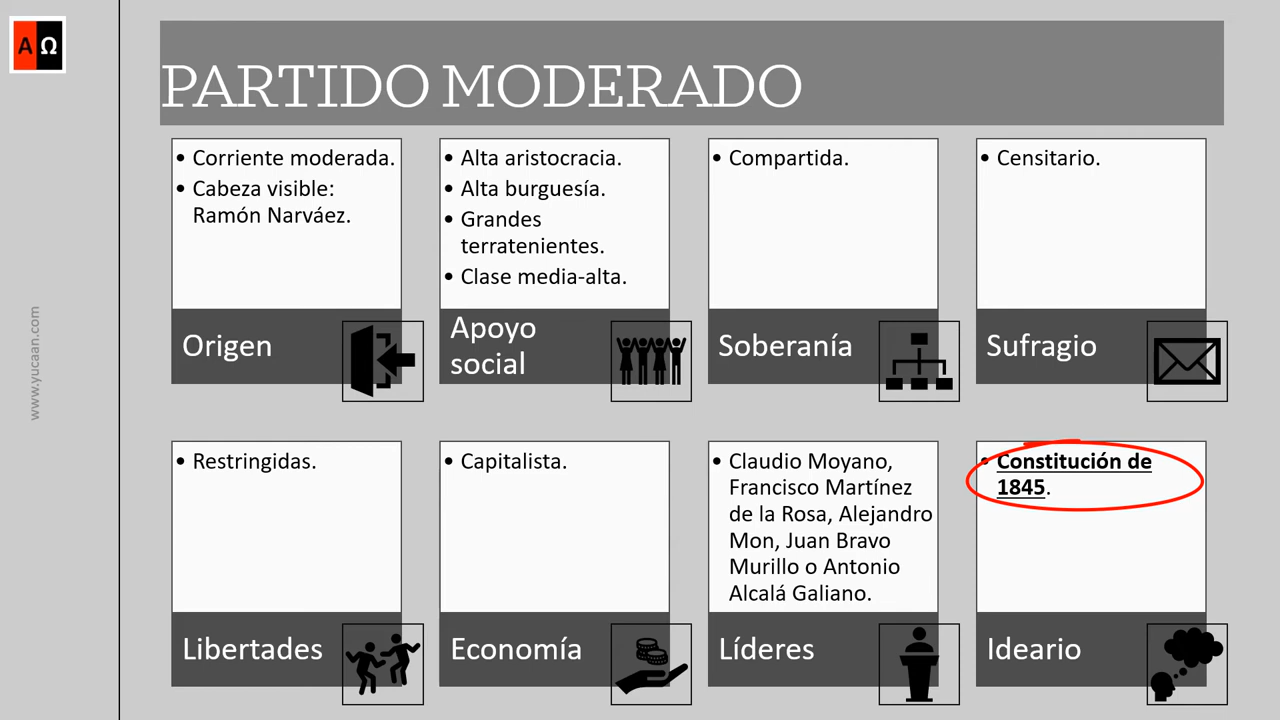 AΩ
PARTIDO MODERADO
• Corriente moderada.
• Cabeza visible:
Ramón Narváez.
Origen
• Alta aristocracia.
• Alta burguesía.
• Grandes
terratenientes.
• Clase media-alta.
Apoyo
social
• Compartida.
Soberanía
• Censitario.
Sufragio
• Restringidas.
Libertades
• Capitalista.
Economía
• Claudio Moyano,
Francisco Martínez
de la Rosa, Alejandro
Mon, Juan Bravo
Murillo o Antonio
Alcalá Galiano.
Líderes
• Constitución de
1845.
Ideario
www.yucaan.com